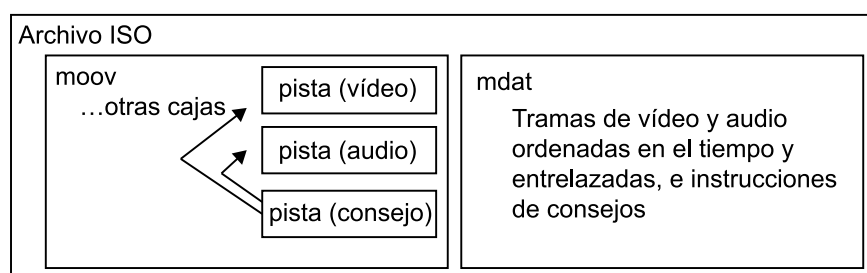 Archivo ISO
moov
…otras cajas
pista (vídeo)
pista (audio)
pista (consejo)
mdat
Tramas de vídeo y audio
ordenadas en el tiempo y
entrelazadas, e instrucciones
de consejos